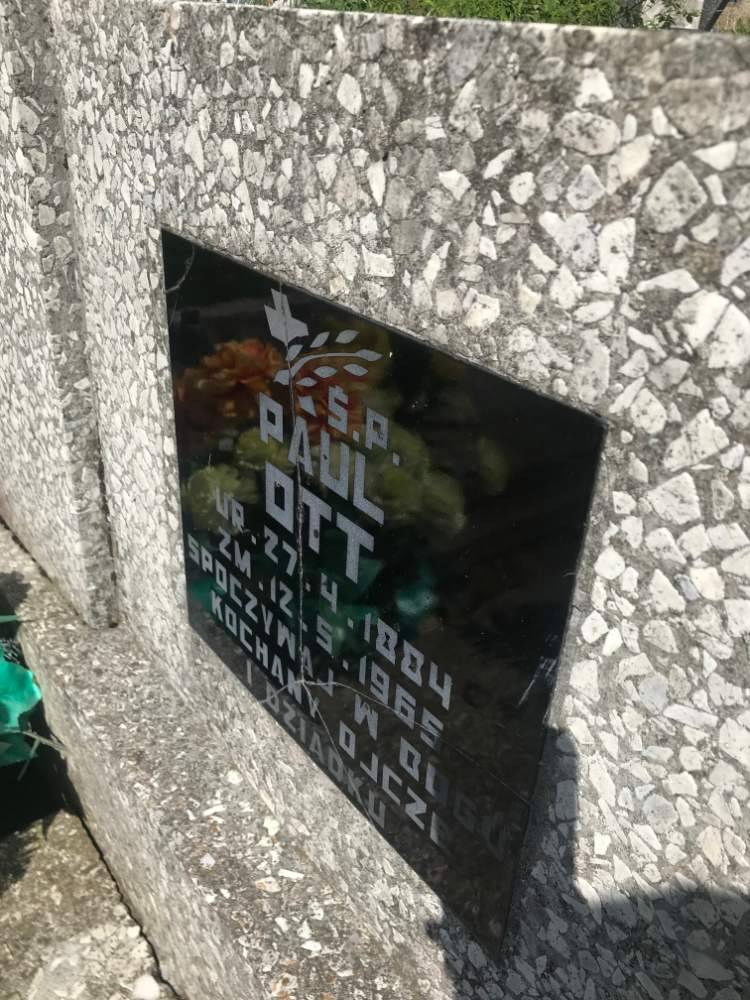 Ś.P.
PAUL
OTT
UR. 27.4.1884
ZM. 12.5.1965
SPOCZYWAJ W BOGU
KOCHANY OJCZE
I DZIADKU